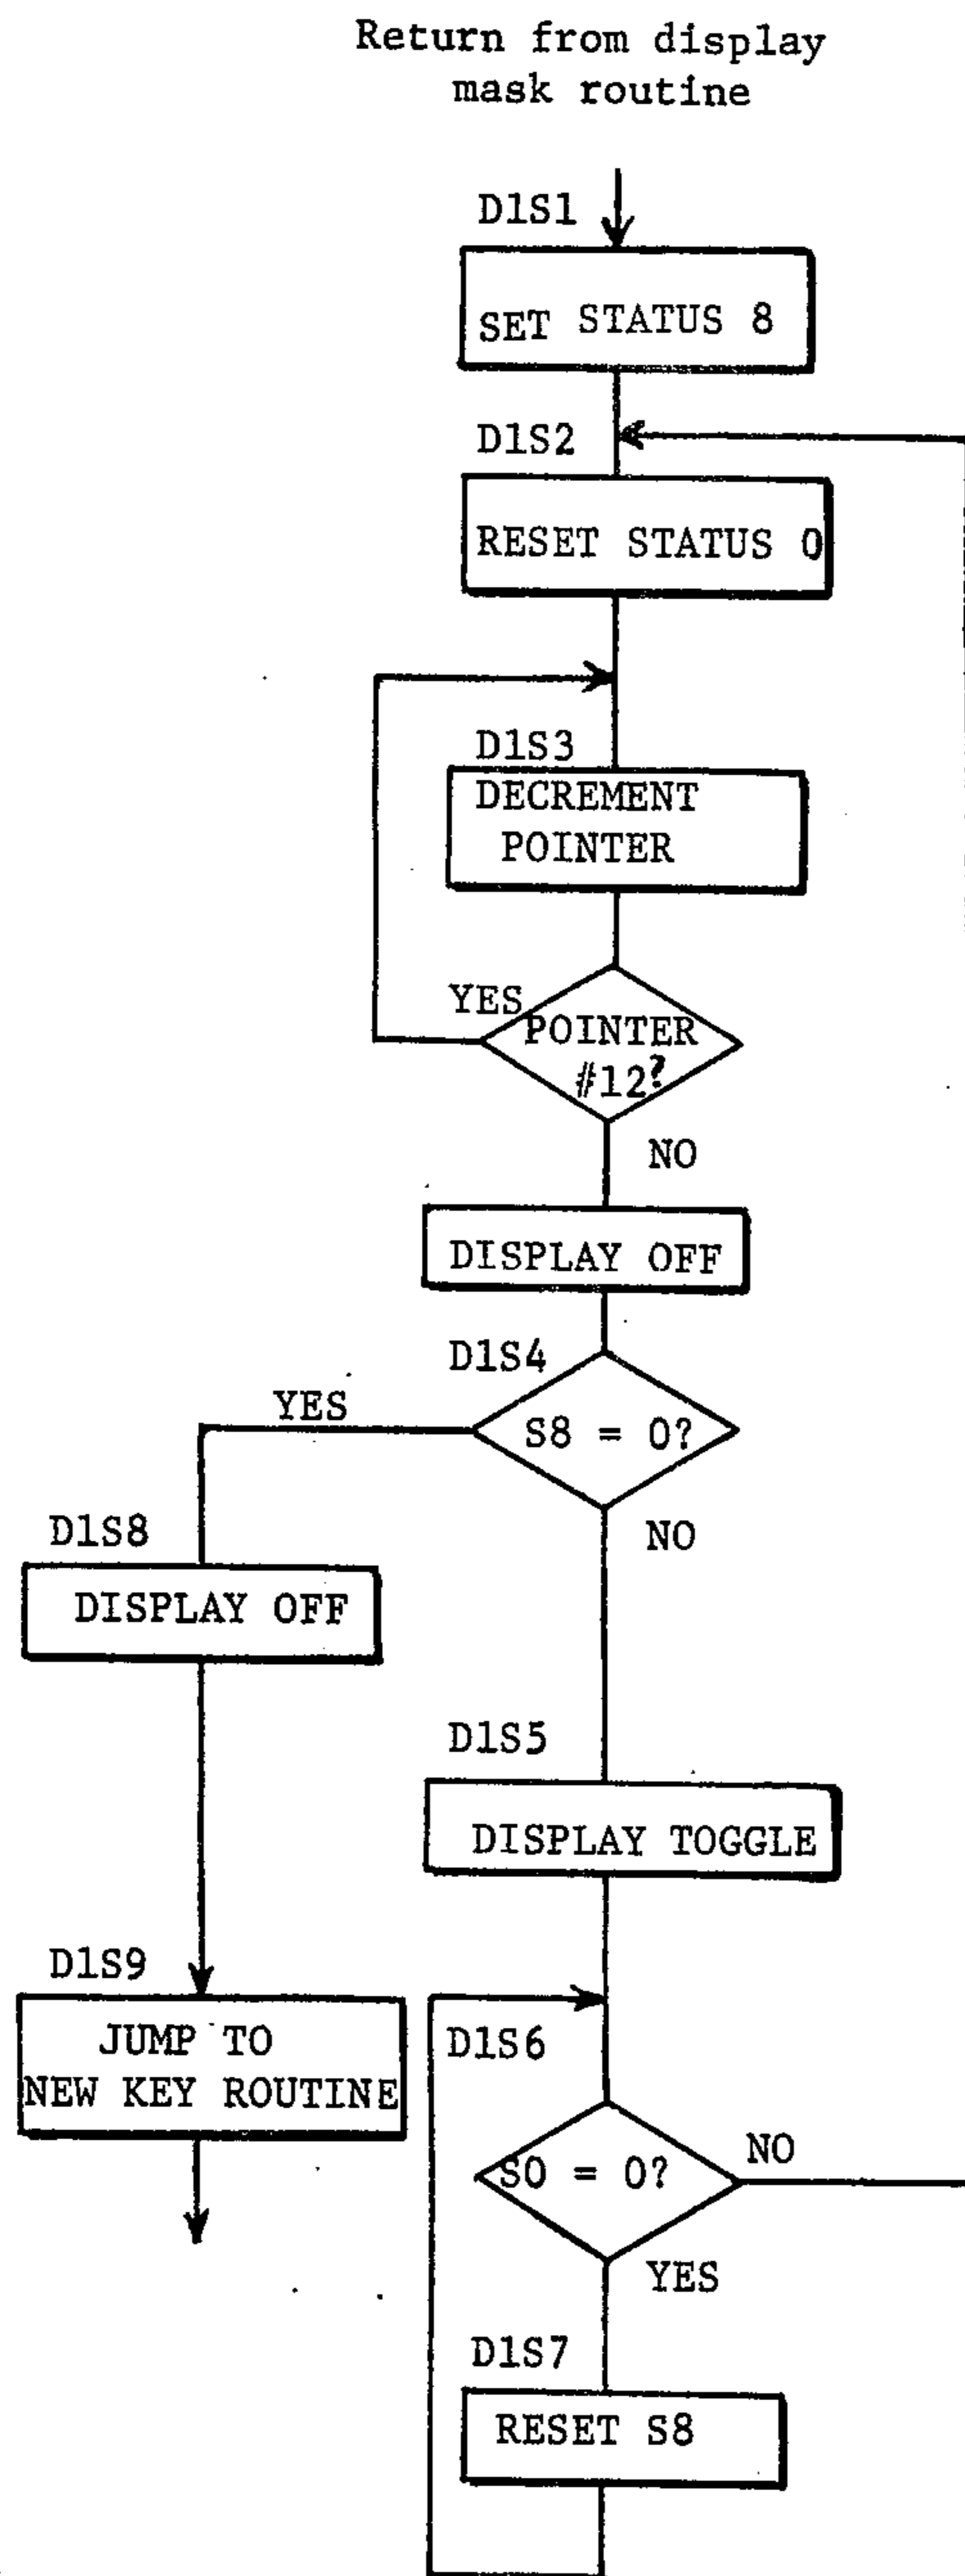 Return from display
mask routine
D1S1
SET STATUS 8
D1S2
RESET STATUS 0
D1S3
DECREMENT
POINTER
YES
POINTER
#12?
NO
DISPLAY OFF
D1S4
YES
S8 = 0?
NO
D1S8
DISPLAY OFF
D1S5
DISPLAY TOGGLE
D1S9
JUMP TO
NEW KEY ROUTINE
D1S6
S0 = 0?
NO
YES
D1S7
RESET S8